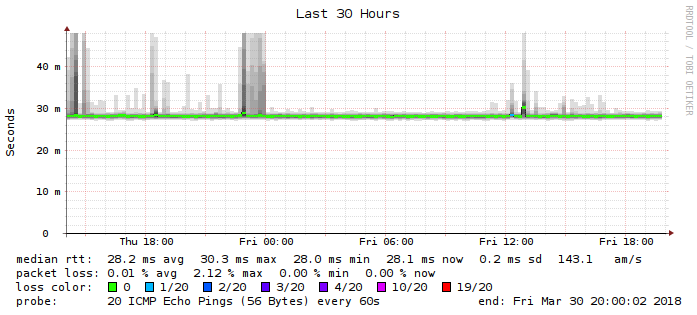 Last 30 Hours
RRDTOOL / TOBI OETIKER
Seconds
40 m
30 m
20 m
10 m
0
Thu 18:00 Fri 00:00 Fri 06:00 Fri 12:00 Fri 18:00
median rtt: 28.2 ms avg 30.3 ms max 28.0 ms min 28.1 ms now 0.2 ms sd 143.1 am/s
packet loss: 0.01 % avg 2.12 % max 0.00 % min 0.00 % now
loss color: 0 1/20 2/20 3/20 4/20 10/20 19/20
probe: 20 ICMP Echo Pings (56 Bytes) every 60s end: Fri Mar 30 20:00:02 2018